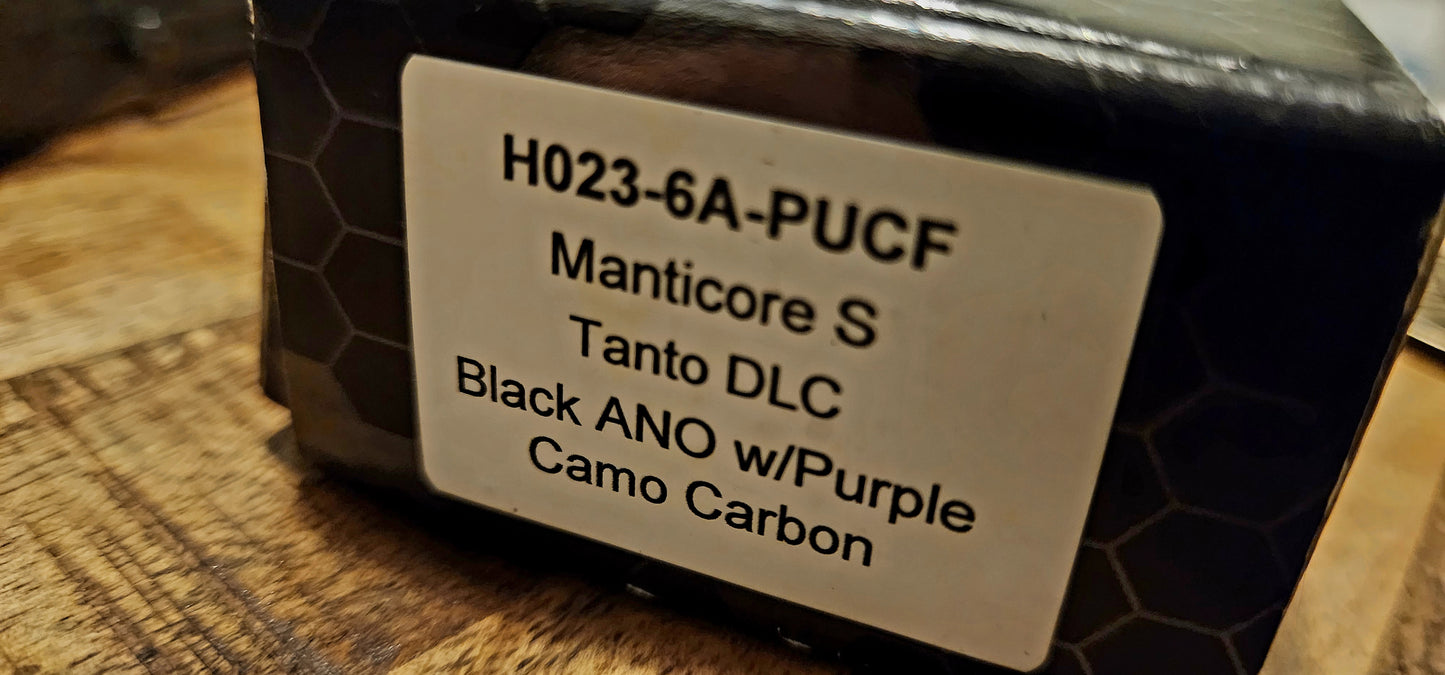 H023-6A-PUCF
Manticore S
Tanto DLC
Black ANO w/Purple
Camo Carbon